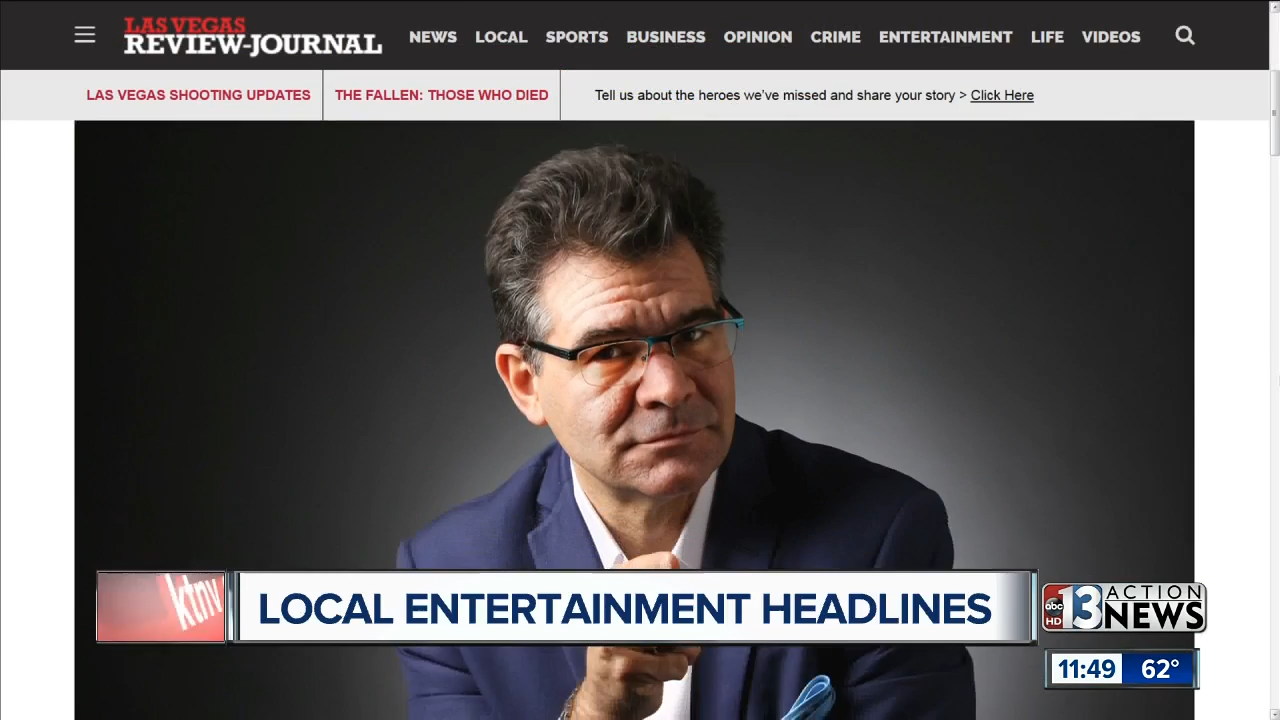 LAS VEGAS
REVIEW-JOURNAL
NEWS LOCAL SPORTS BUSINESS OPINION CRIME ENTERTAINMENT LIFE VIDEOS
LAS VEGAS SHOOTING UPDATES
THE FALLEN: THOSE WHO DIED
Tell us about the heroes we've missed and share your story > Click Here
ktnv
LOCAL ENTERTAINMENT HEADLINES
abc
HD
13
ACTION
NEWS
11:49 62°